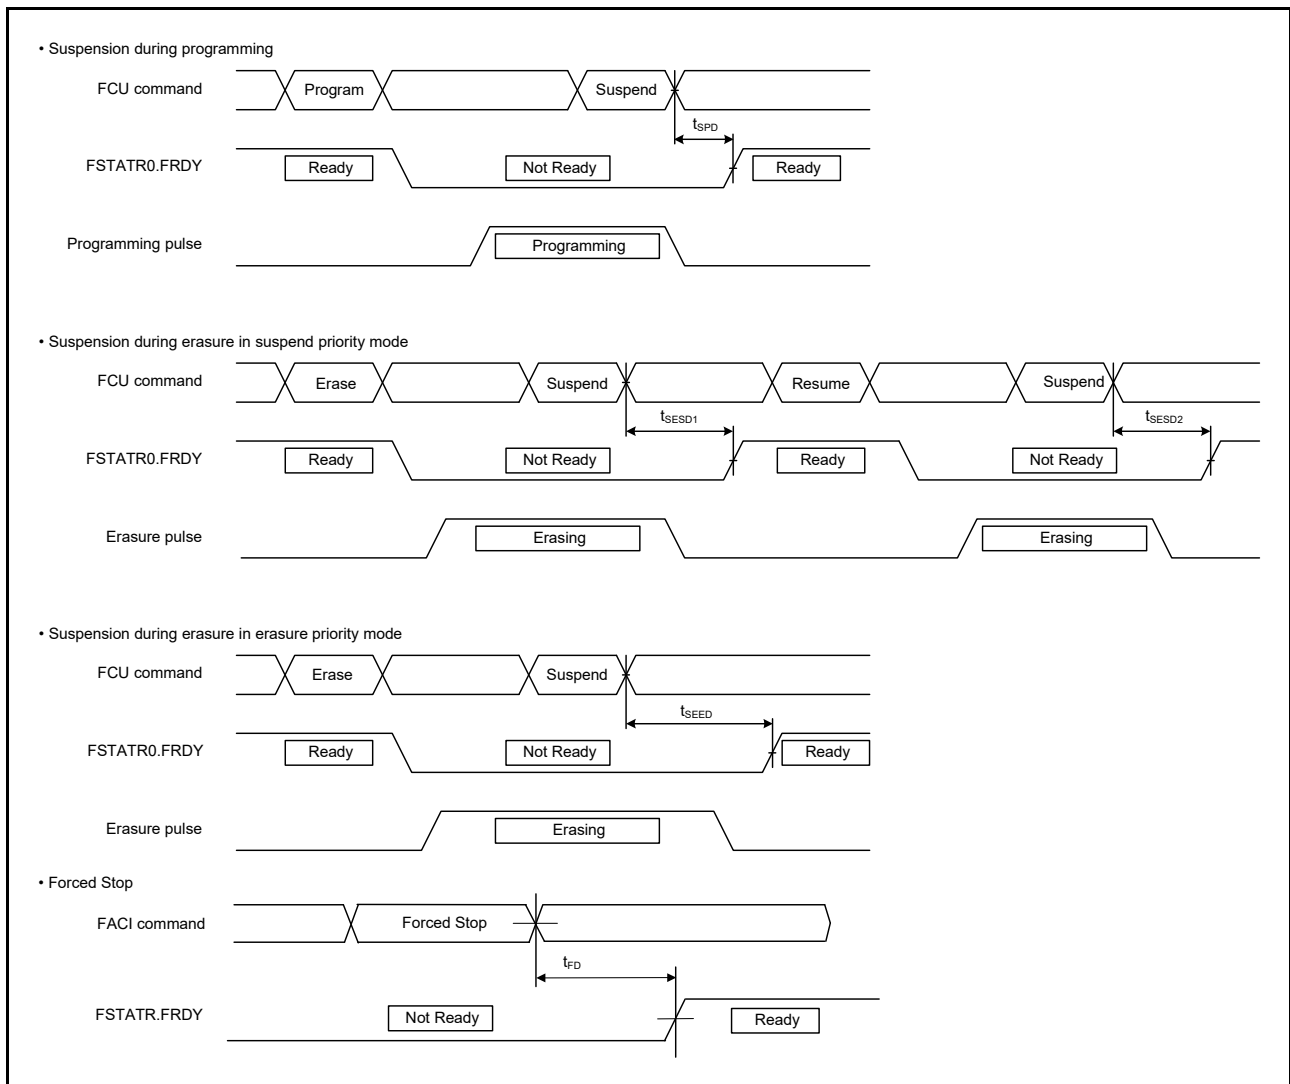 • Suspension during programming
FCU command
Program
Suspend
tSPD
FSTATR0.FRDY
Ready
Not Ready
Ready
Programming pulse
Programming
• Suspension during erasure in suspend priority mode
FCU command
Erase
Suspend
Resume
Suspend
tSESD1
tSESD2
FSTATR0.FRDY
Ready
Not Ready
Ready
Not Ready
Erasure pulse
Erasing
Erasing
• Suspension during erasure in erasure priority mode
FCU command
Erase
Suspend
tSEED
FSTATR0.FRDY
Ready
Not Ready
Ready
Erasure pulse
Erasing
• Forced Stop
FACI command
Forced Stop
tFD
FSTATR.FRDY
Not Ready
Ready